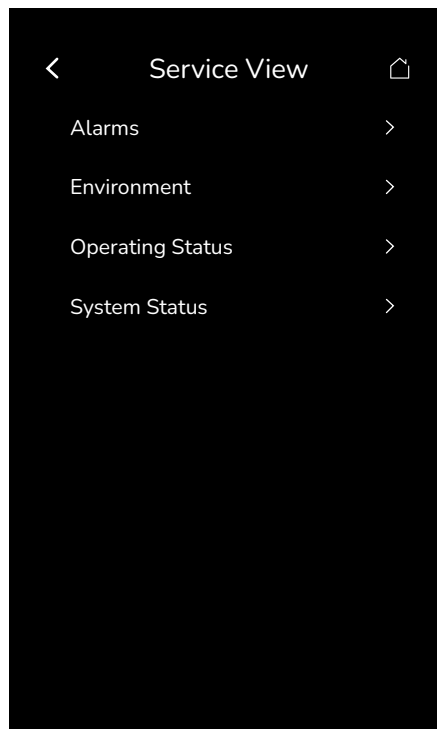 Service View
Alarms
Environment
Operating Status
System Status